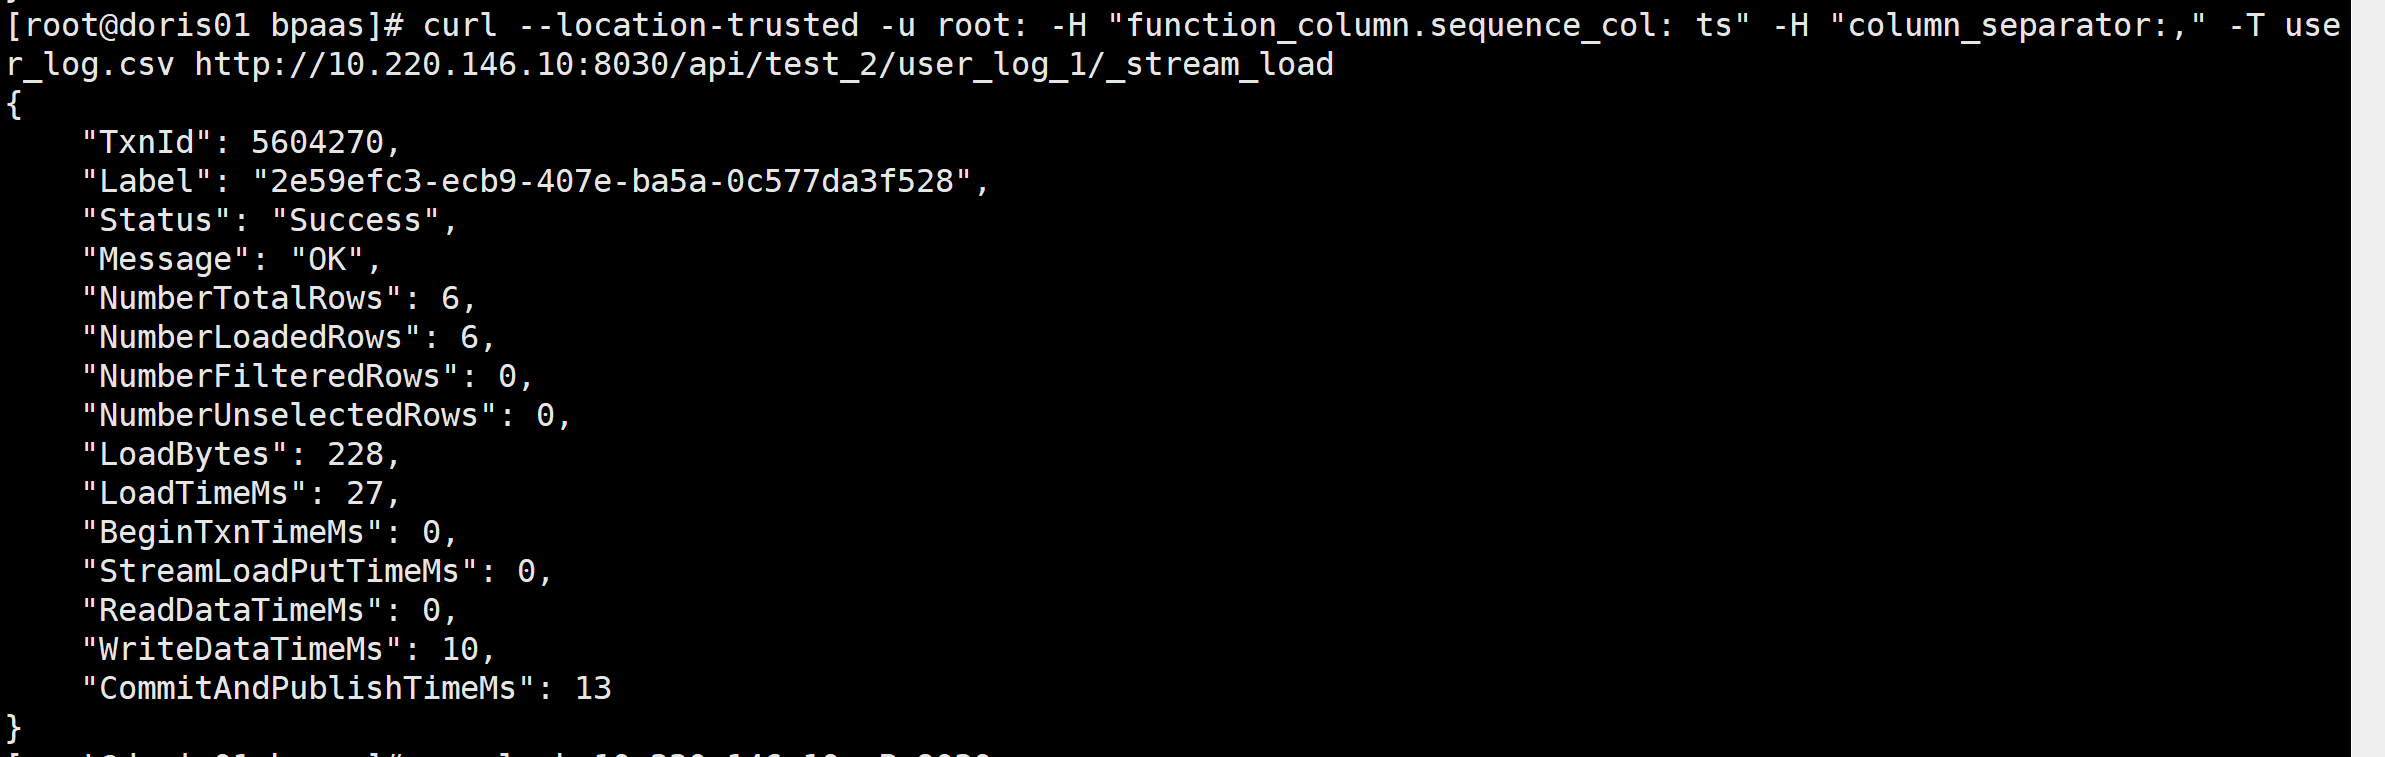 [root@doris01 bpaas]# curl --location-trusted -u root: -H "function_column.sequence_col: ts" -H "column_separator:," -T use
r_log.csv http://10.220.146.10:8030/api/test_2/user_log_1/_stream_load
{
    "TxnId": 5604270,
    "Label": "2e59efc3-ecb9-407e-ba5a-0c577da3f528",
    "Status": "Success",
    "Message": "OK",
    "NumberTotalRows": 6,
    "NumberLoadedRows": 6,
    "NumberFilteredRows": 0,
    "NumberUnselectedRows": 0,
    "LoadBytes": 228,
    "LoadTimeMs": 27,
    "BeginTxnTimeMs": 0,
    "StreamLoadPutTimeMs": 0,
    "ReadDataTimeMs": 0,
    "WriteDataTimeMs": 10,
    "CommitAndPublishTimeMs": 13
}